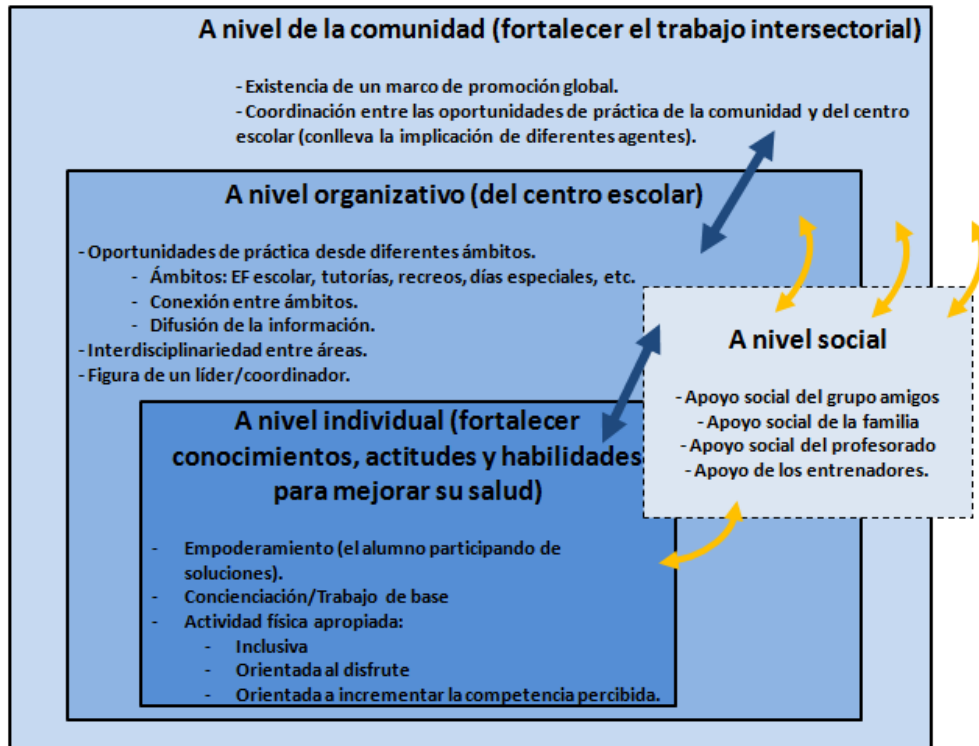 A nivel de la comunidad (fortalecer el trabajo intersectorial)
- Existencia de un marco de promoción global.
- Coordinación entre las oportunidades de práctica de la comunidad y del centro
escolar (conlleva la implicación de diferentes agentes).
A nivel organizativo (del centro escolar)
- Oportunidades de práctica desde diferentes ámbitos.
- Ámbitos: EF escolar, tutorías, recreos, días especiales, etc.
- Conexión entre ámbitos.
- Difusión de la información.
- Interdisciplinariedad entre áreas.
- Figura de un líder/coordinador.
A nivel social
- Apoyo social del grupo amigos
- Apoyo social de la familia
- Apoyo social del profesorado
- Apoyo de los entrenadores.
A nivel individual (fortalecer
conocimientos, actitudes y habilidades
para mejorar su salud)
- Empoderamiento (el alumno participando de
soluciones).
- Concienciación/Trabajo de base
- Actividad física apropiada:
- Inclusiva
- Orientada al disfrute
- Orientada a incrementar la competencia percibida.